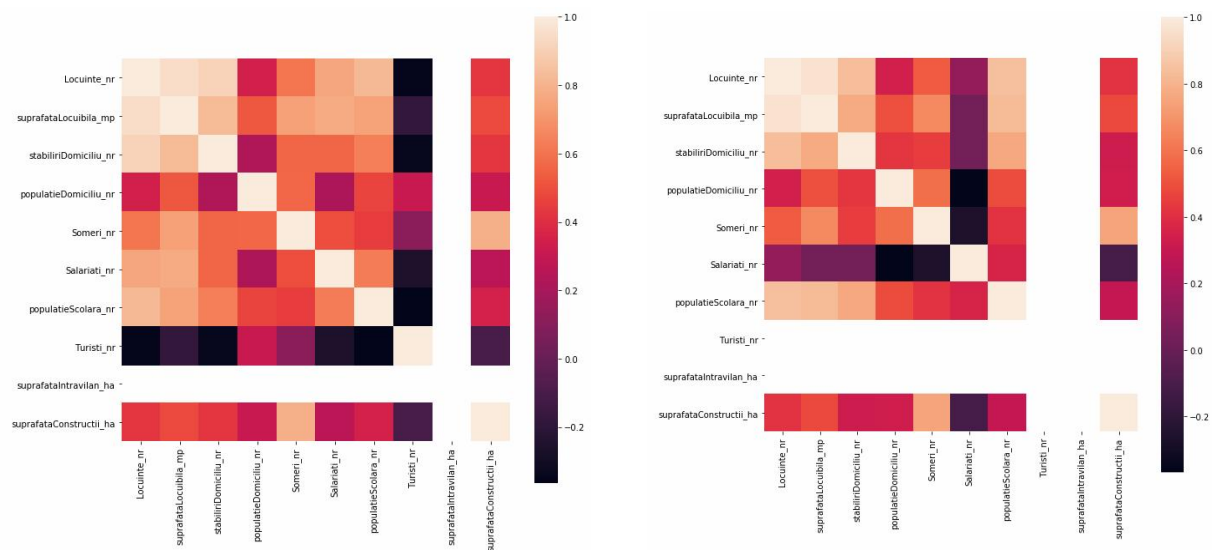 Locuinte_nr
suprafataLocuibila_mp
stabiliriDomiciliu_nr
populatieDomiciliu_nr
Someri_nr
Salariati_nr
populatieScolara_nr
Turisti_nr
suprafataIntravilan_ha
suprafataConstructii_ha
Locuinte_nr
suprafataLocuibila_mp
stabiliriDomiciliu_nr
populatieDomiciliu_nr
Someri_nr
Salariati_nr
populatieScolara_nr
Turisti_nr
suprafataIntravilan_ha
suprafataConstructii_ha
1.0
0.8
0.6
0.4
0.2
0.0
−0.2
Locuinte_nr
suprafataLocuibila_mp
stabiliriDomiciliu_nr
populatieDomiciliu_nr
Someri_nr
Salariati_nr
populatieScolara_nr
Turisti_nr
suprafataIntravilan_ha
suprafataConstructii_ha
Locuinte_nr
suprafataLocuibila_mp
stabiliriDomiciliu_nr
populatieDomiciliu_nr
Someri_nr
Salariati_nr
populatieScolara_nr
Turisti_nr
suprafataIntravilan_ha
suprafataConstructii_ha
1.0
0.8
0.6
0.4
0.2
0.0
−0.2